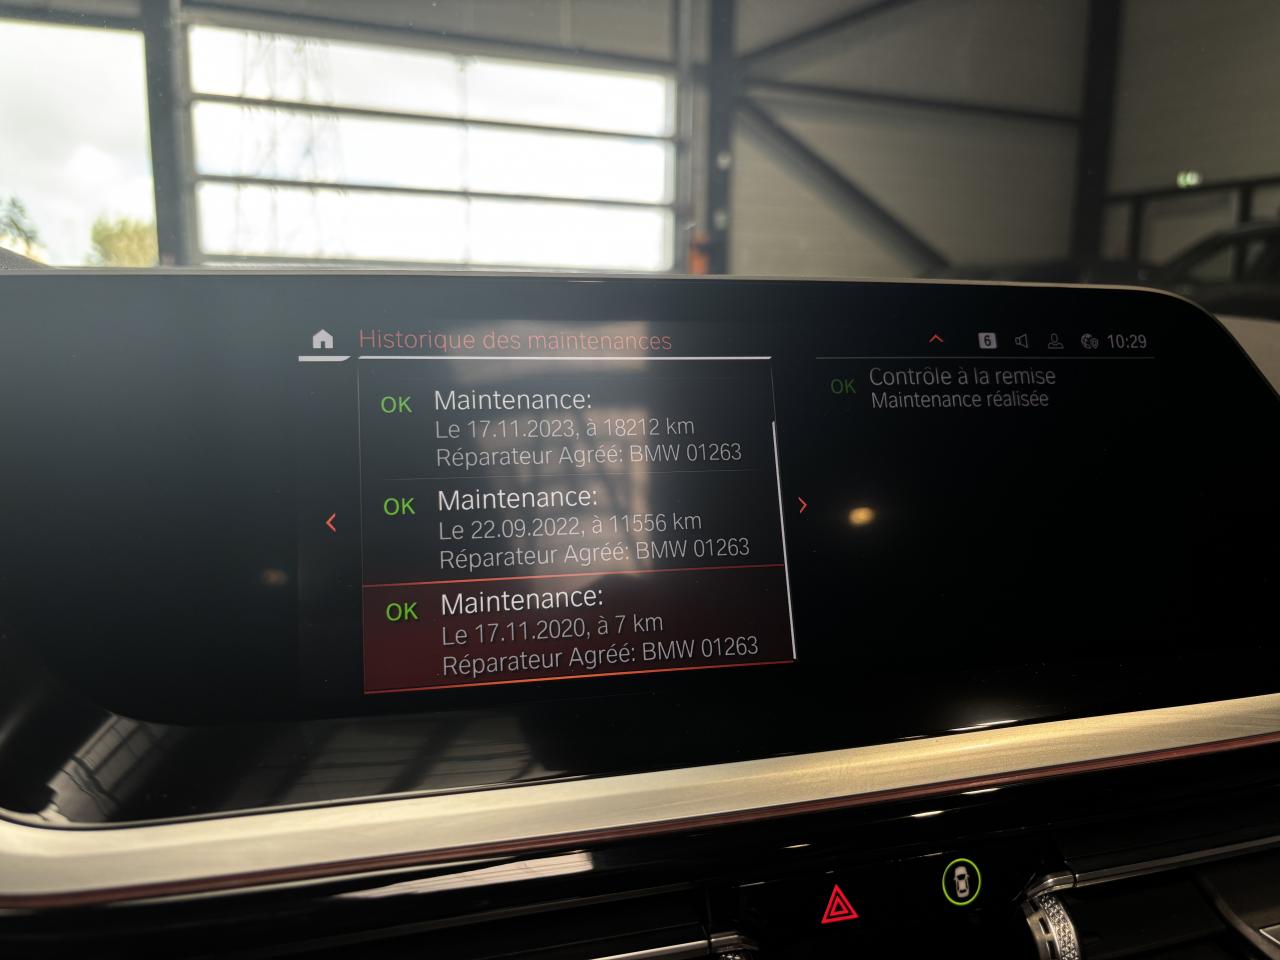 Historique des maintenances
6
10:29
OK Maintenance:
Le 17.11.2023, à 18212 km
Réparateur Agréé: BMW 01263
OK Maintenance:
Le 22.09.2022, à 11556 km
Réparateur Agréé: BMW 01263
OK Maintenance:
Le 17.11.2020, à 7 km
Réparateur Agréé: BMW 01263
OK Contrôle à la remise
Maintenance réalisée